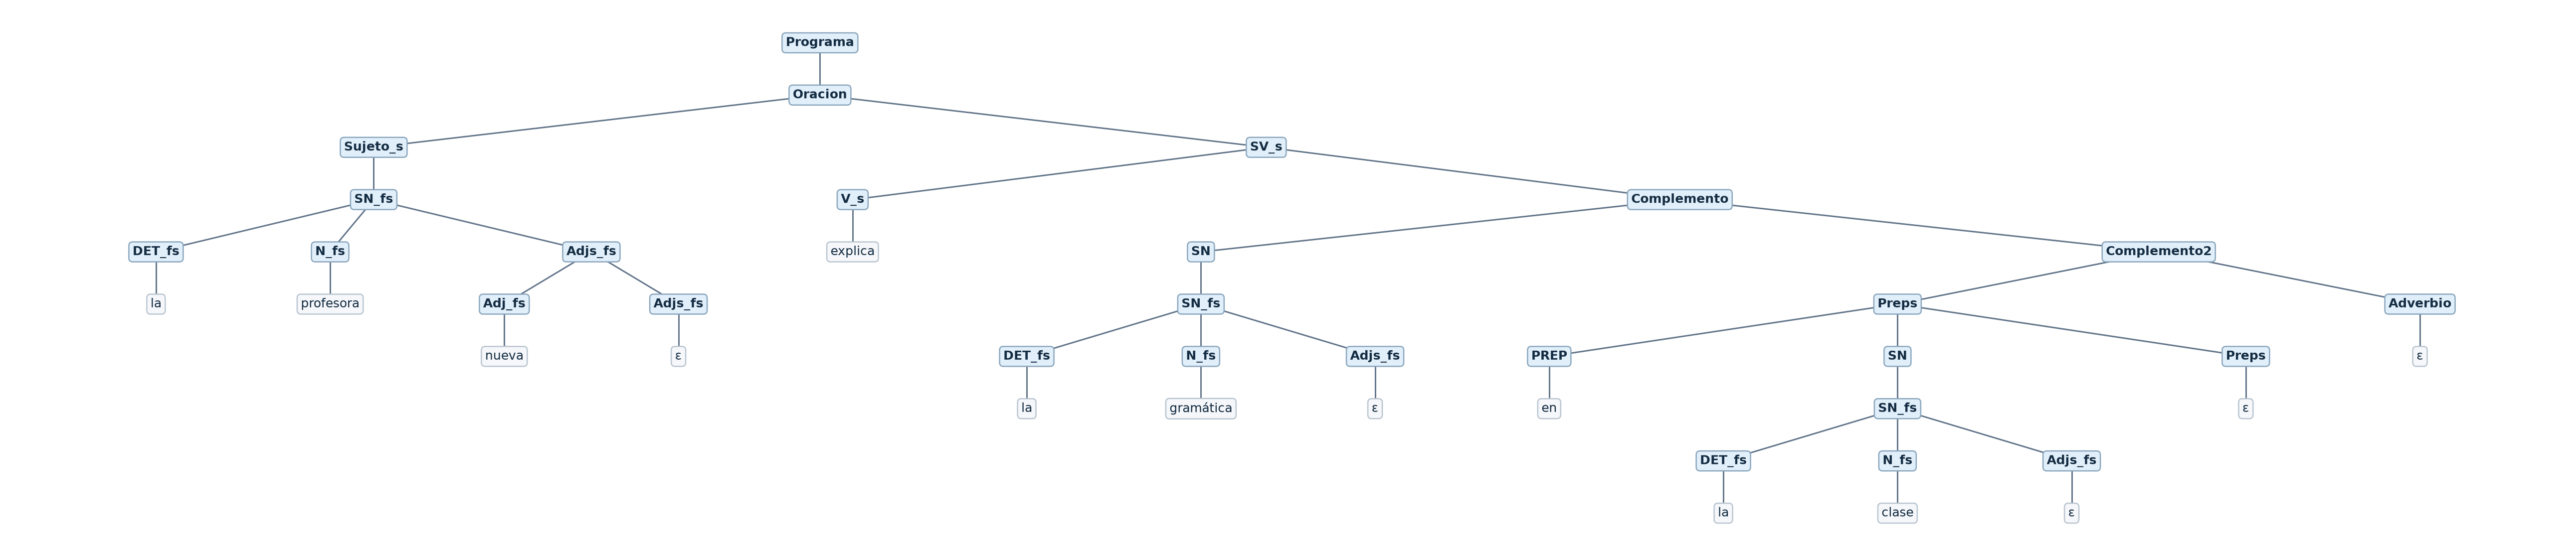 Programa
Oracion
Sujeto_s SV_s
SN_fs V_s Complemento
DET_fs N_fs Adjs_fs explica SN Complemento2
la profesora Adj_fs Adjs_fs SN_fs Preps Adverbio
nueva ε DET_fs N_fs Adjs_fs PREP SN Preps ε
la gramática ε en SN_fs ε
DET_fs N_fs Adjs_fs
la clase ε